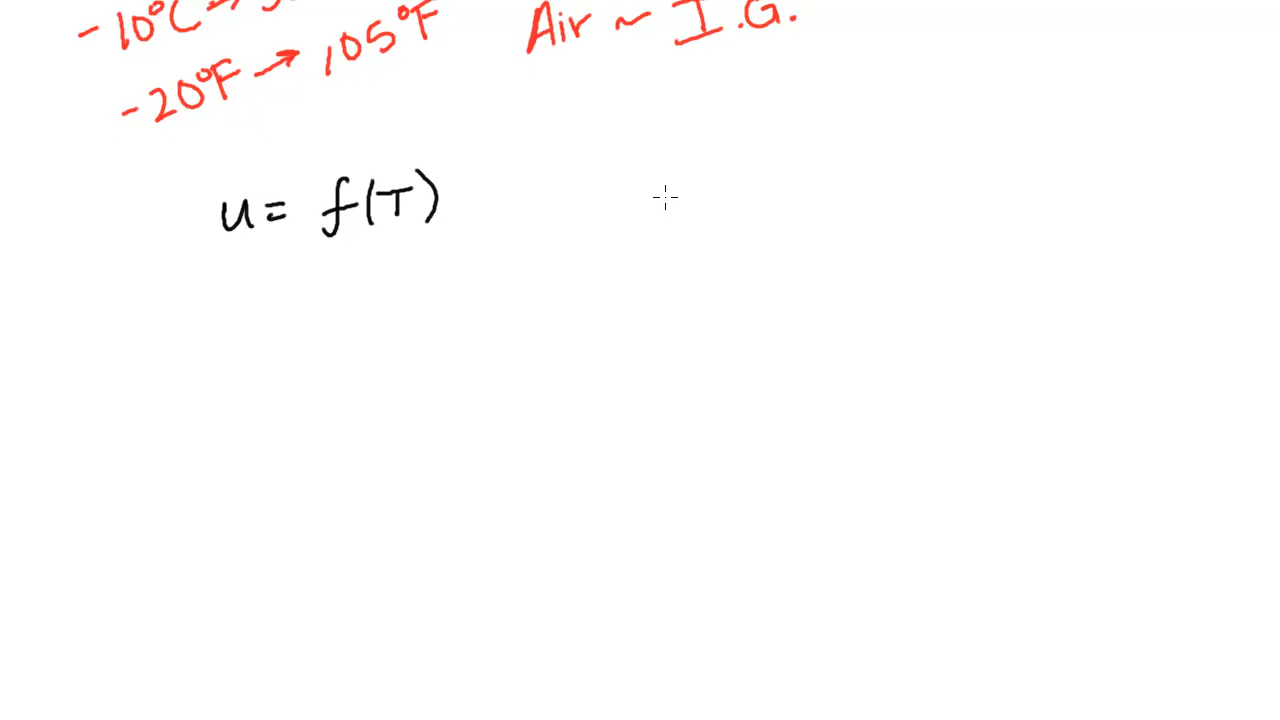 -10°C →
-20°F → 105°F
Air ~ I.G.
u = f(T)